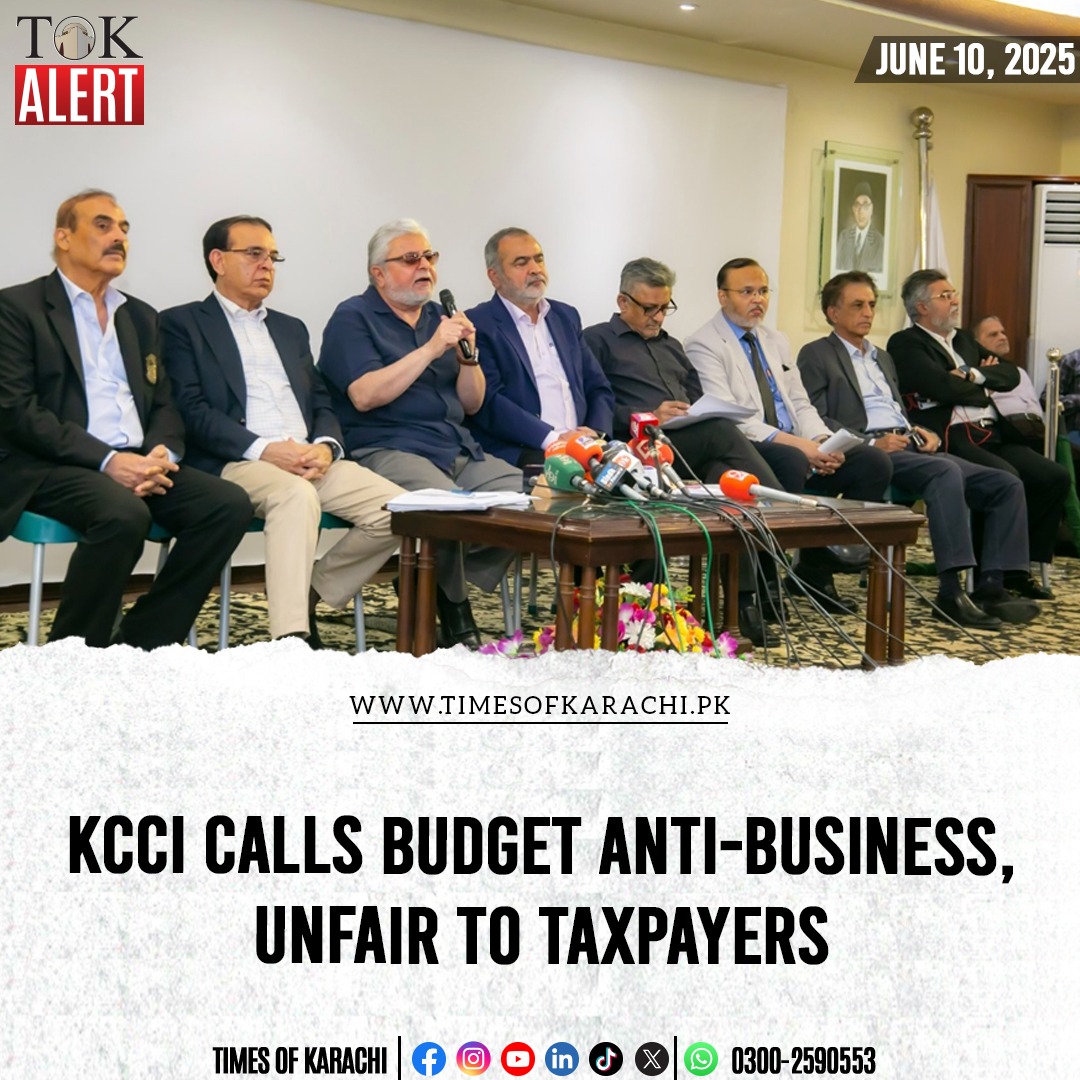 TOK
ALERT
JUNE 10, 2025
WWW.TIMESOFKARACHI.PK
KCCI CALLS BUDGET ANTI-BUSINESS,
UNFAIR TO TAXPAYERS
TIMES OF KARACHI
0300-2590553